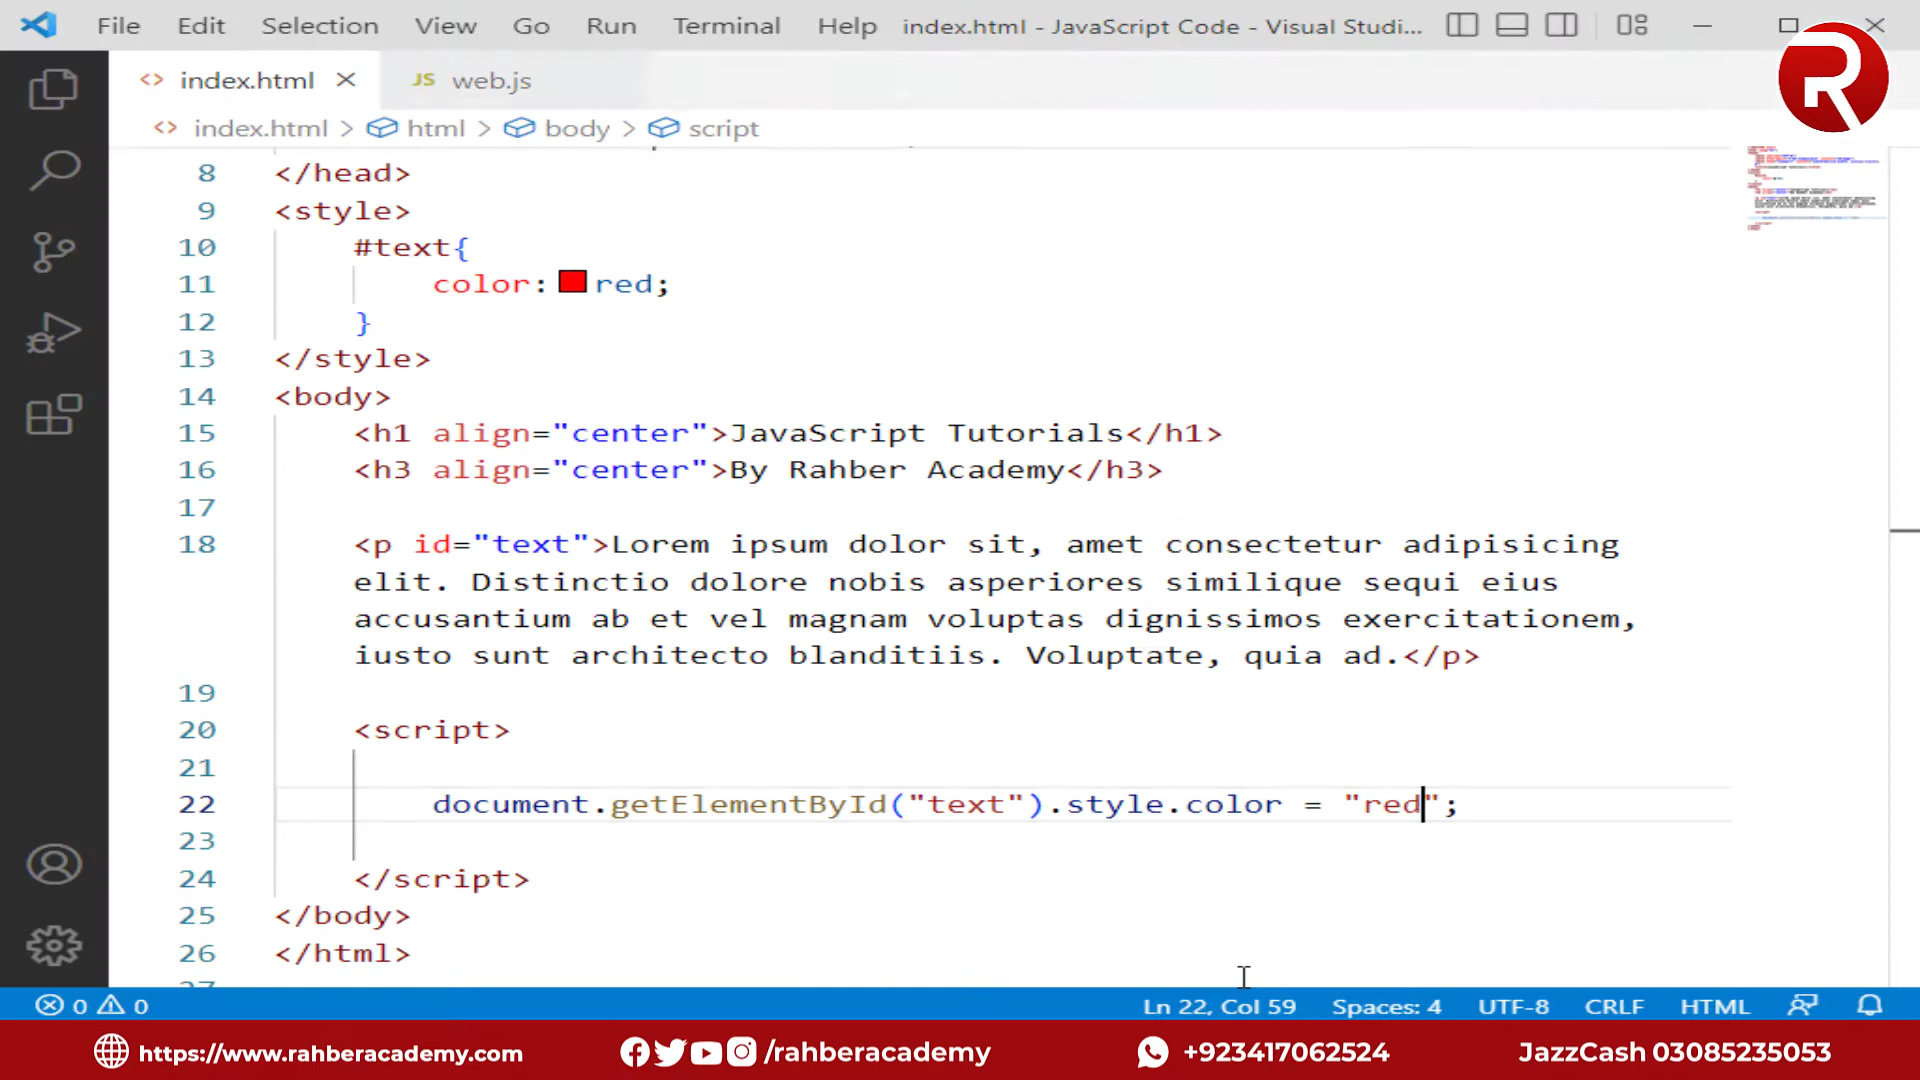 File Edit Selection View Go Run Terminal Help index.html - JavaScript Code - Visual Studi...
<> index.html JS web.js
R
<> index.html > html > body > script
8 </head>
9 <style>
10 #text{
11 color: red;
12 }
13 </style>
14 <body>
15 <h1 align="center">JavaScript Tutorials</h1>
16 <h3 align="center">By Rahber Academy</h3>
17
18 <p id="text">Lorem ipsum dolor sit, amet consectetur adipisicing
elit. Distinctio dolore nobis asperiores similique sequi eius
accusantium ab et vel magnam voluptas dignissimos exercitationem,
iusto sunt architecto blanditiis. Voluptate, quia ad.</p>
19
20 <script>
21
22 document.getElementById("text").style.color = "red";
23
24 </script>
25 </body>
26 </html>
0 0 Ln 22, Col 59 Spaces: 4 UTF-8 CRLF HTML
https://www.rahberacademy.com /rahberacademy +923417062524 JazzCash 03085235053